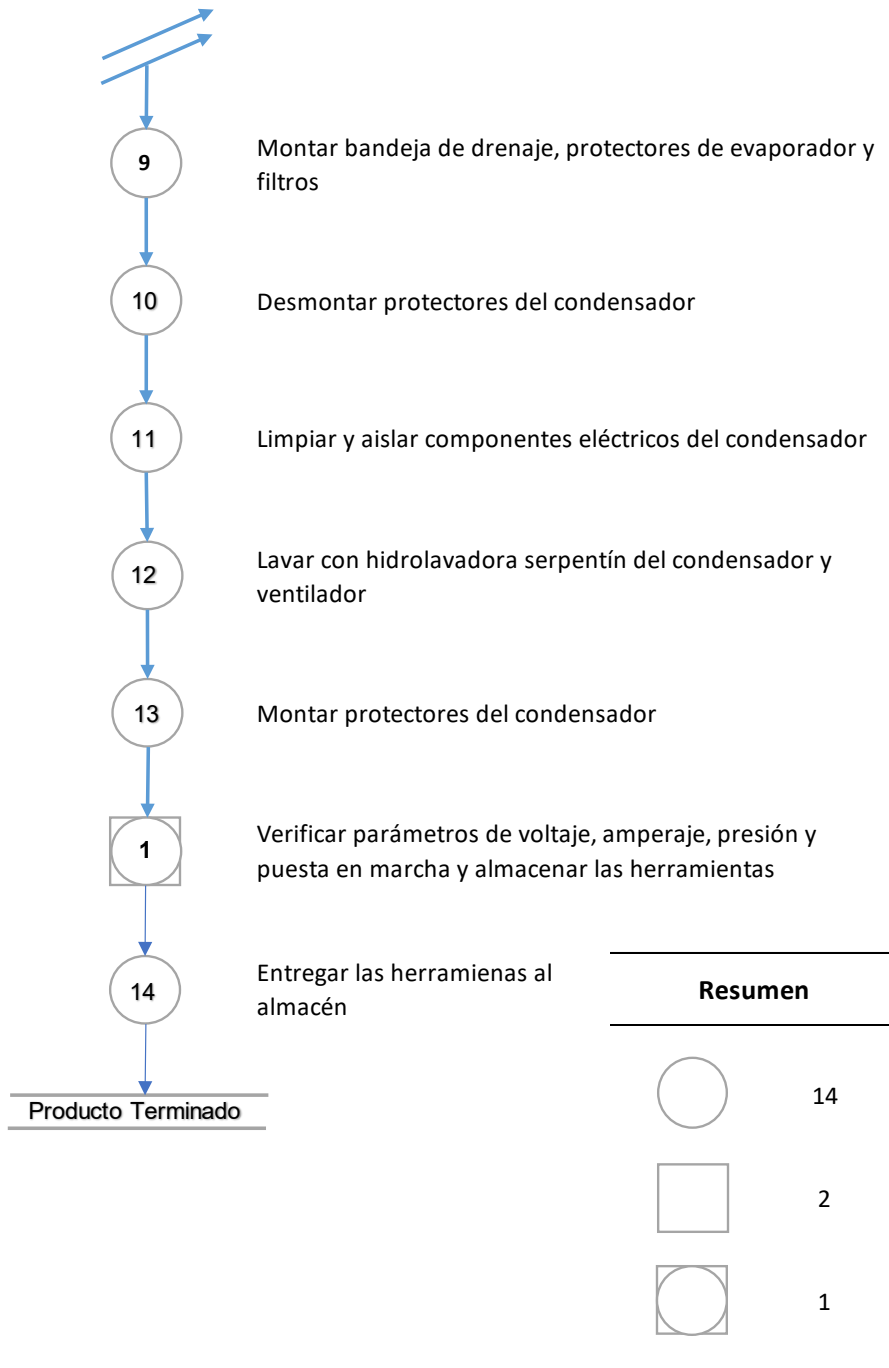 9
Montar bandeja de drenaje, protectores de evaporador y
filtros
10
Desmontar protectores del condensador
11
Limpiar y aislar componentes eléctricos del condensador
12
Lavar con hidrolavadora serpentín del condensador y
ventilador
13
Montar protectores del condensador
1
Verificar parámetros de voltaje, amperaje, presión y
puesta en marcha y almacenar las herramientas
14
Entregar las herramienas al
almacén
Producto Terminado
Resumen
14
2
1